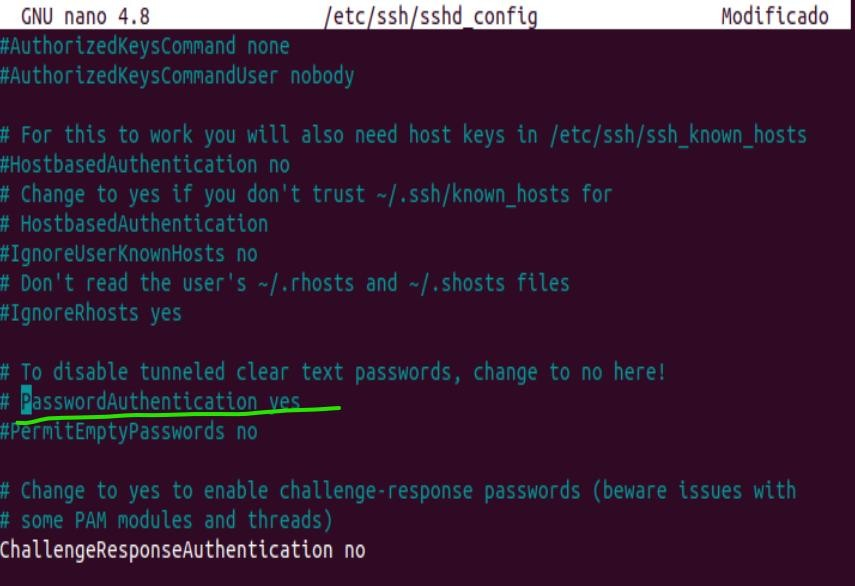 GNU nano 4.8 /etc/ssh/sshd_config Modificado
#AuthorizedKeysCommand none
#AuthorizedKeysCommandUser nobody
# For this to work you will also need host keys in /etc/ssh/ssh_known_hosts
#HostbasedAuthentication no
# Change to yes if you don't trust ~/.ssh/known_hosts for
# HostbasedAuthentication
#IgnoreUserKnownHosts no
# Don't read the user's ~/.rhosts and ~/.shosts files
#IgnoreRhosts yes
# To disable tunneled clear text passwords, change to no here!
# PasswordAuthentication yes
#PermitEmptyPasswords no
# Change to yes to enable challenge-response passwords (beware issues with
# some PAM modules and threads)
ChallengeResponseAuthentication no